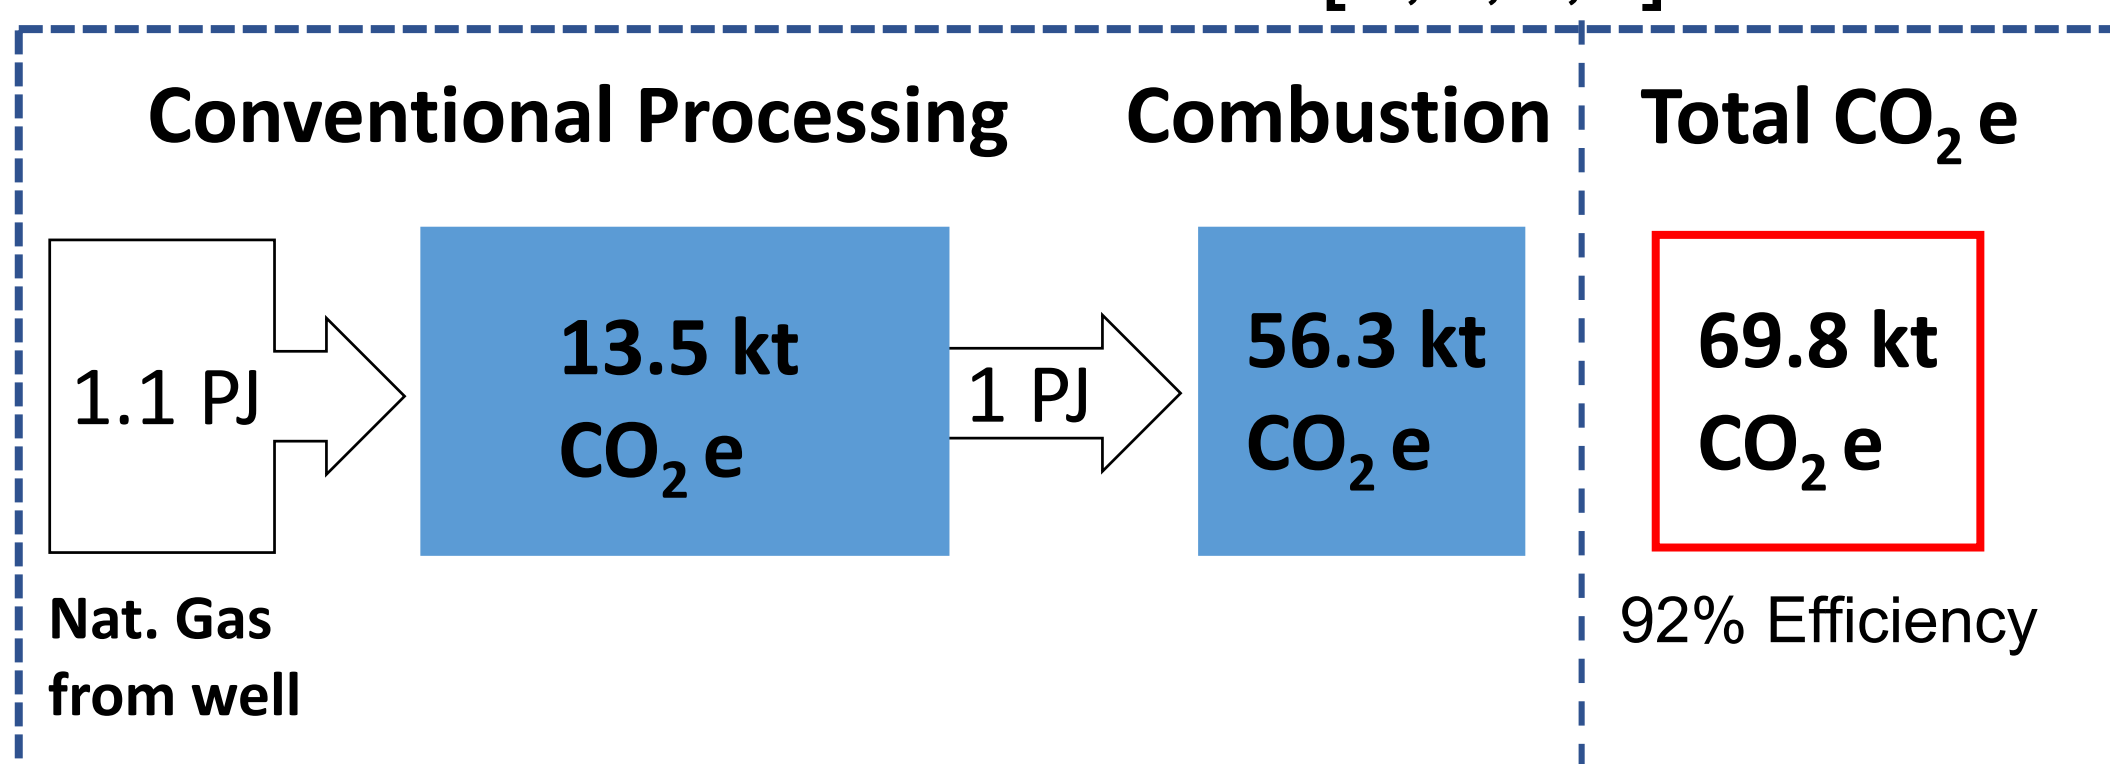 Conventional Processing
Combustion
Total CO₂ e
1.1 PJ
13.5 kt
CO₂ e
1 PJ
56.3 kt
CO₂ e
69.8 kt
CO₂ e
Nat. Gas
from well
92% Efficiency